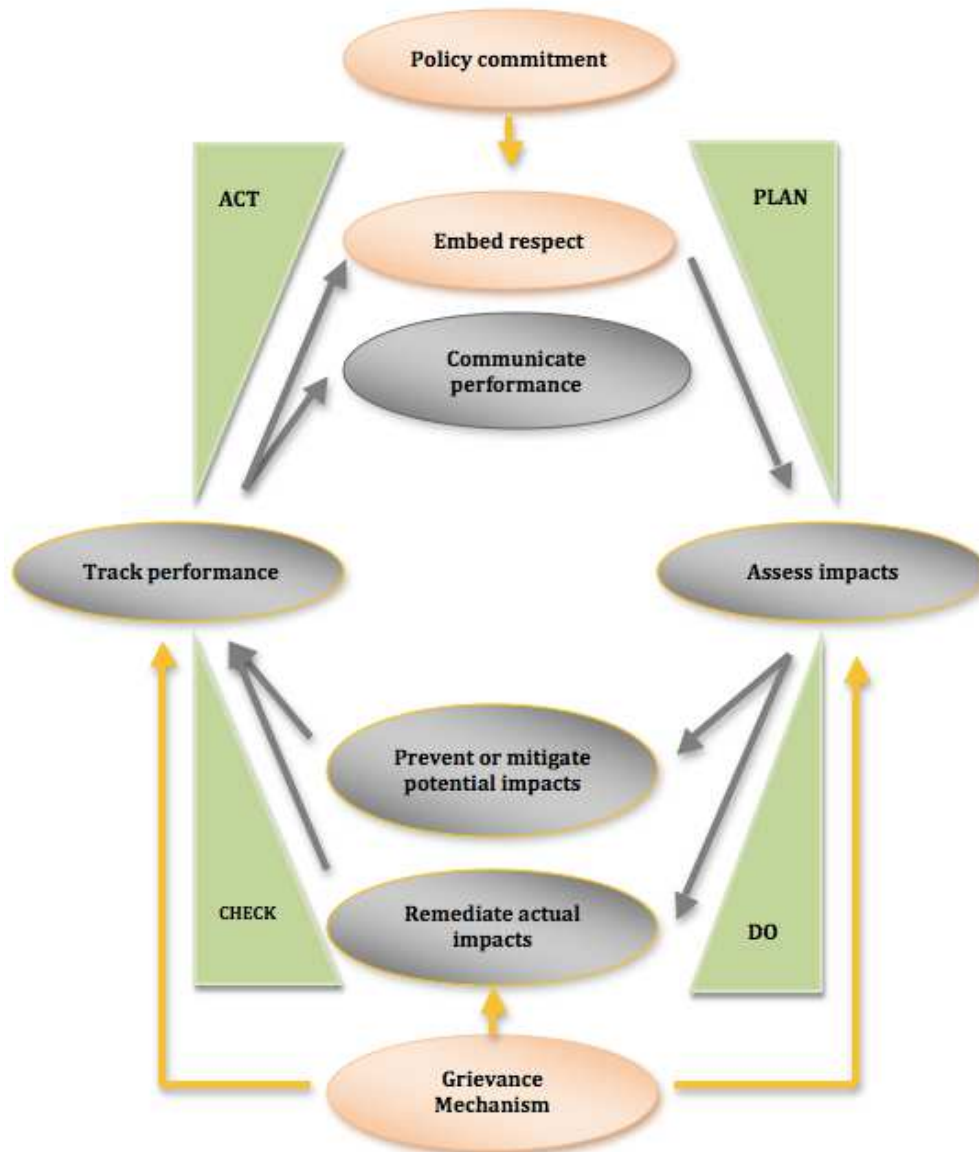 Policy commitment
ACT
PLAN
Embed respect
Communicate
performance
Track performance
Assess impacts
Prevent or mitigate
potential impacts
CHECK
Remediate actual
impacts
DO
Grievance
Mechanism